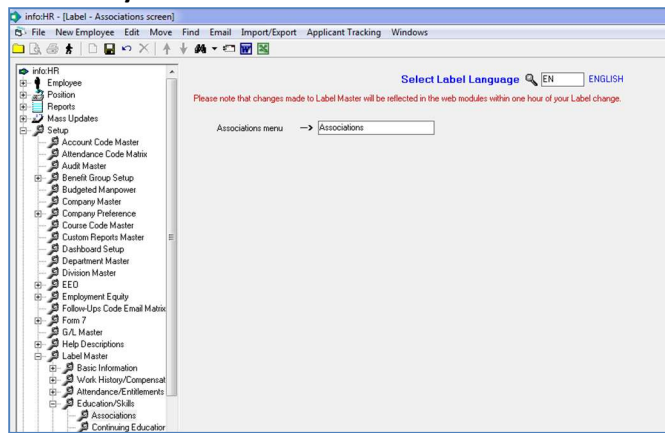 info:HR - [Label - Associations screen]
File New Employee Edit Move Find Email Import/Export Applicant Tracking Windows
info:HR
Employee
Position
Reports
Mass Updates
Setup
Account Code Master
Attendance Code Matrix
Audit Master
Benefit Group Setup
Budgeted Manpower
Company Master
Company Preference
Course Code Master
Custom Reports Master
Dashboard Setup
Department Master
Division Master
EEO
Employment Equity
Follow-Ups Code Email Matrix
Form 7
G/L Master
Help Descriptions
Label Master
Basic Information
Work History/Compensat
Attendance/Entitlements
Education/Skills
Associations
Continuing Education
Select Label Language EN ENGLISH
Please note that changes made to Label Master will be reflected in the web modules within one hour of your Label change.
Associations menu --> Associations